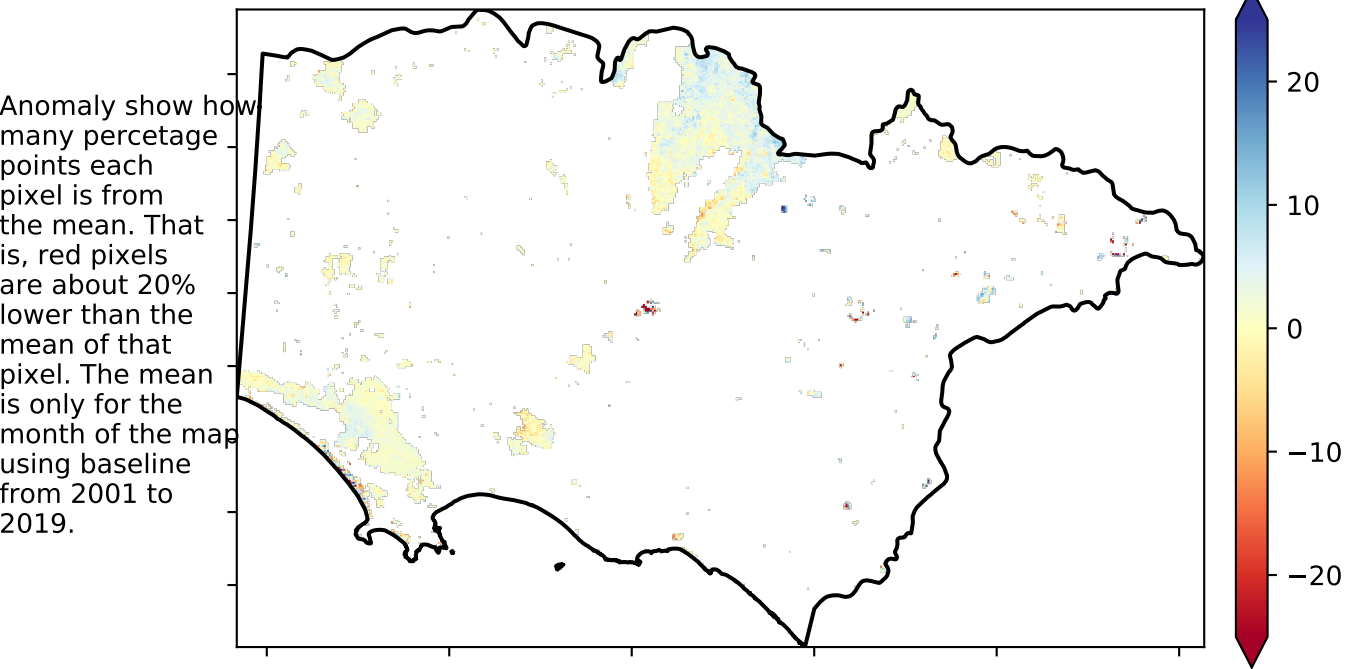 Anomaly show how
many percetage
points each
pixel is from
the mean. That
is, red pixels
are about 20%
lower than the
mean of that
pixel. The mean
is only for the
month of the map
using baseline
from 2001 to
2019.
20
10
0
−10
−20